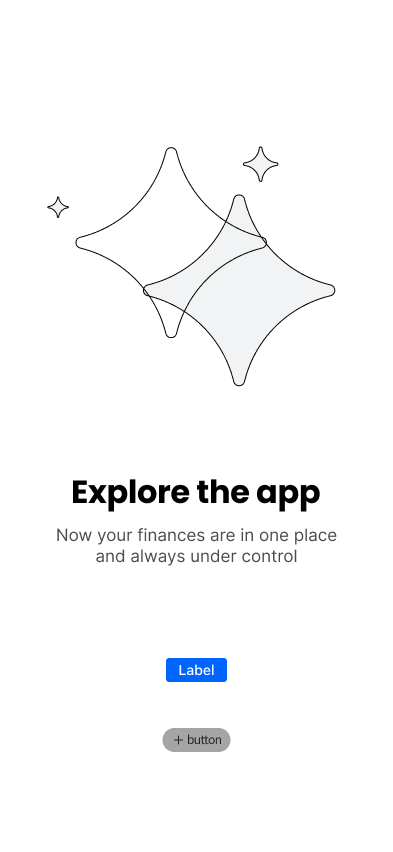 Explore the app
Now your finances are in one place
and always under control
Label
+ button